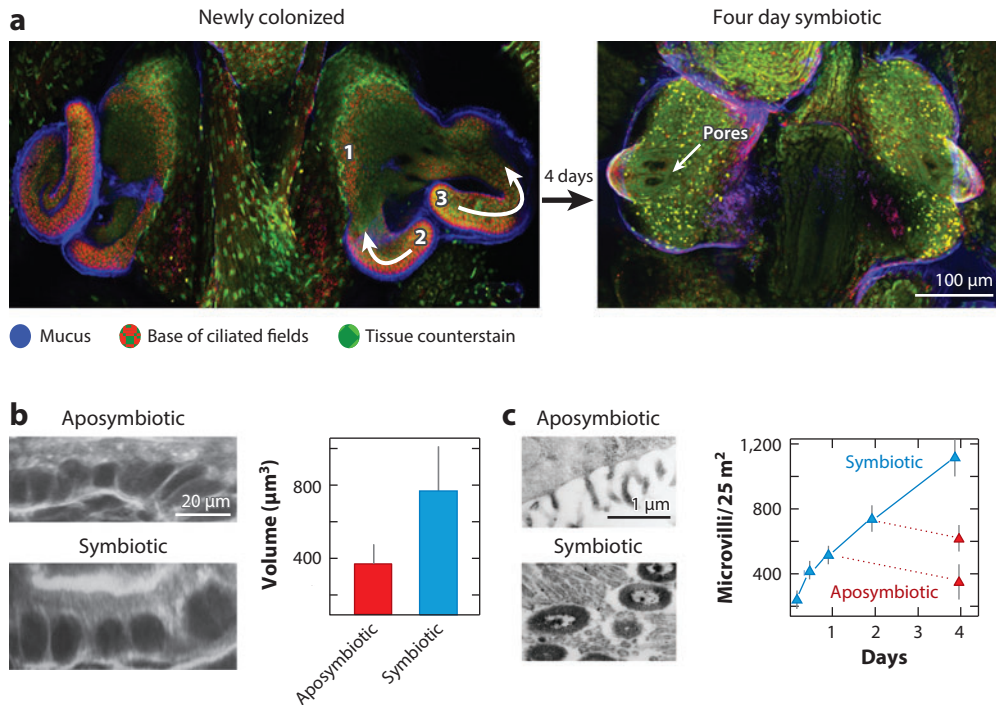 a
Newly colonized
Four day symbiotic
1
2
3
4 days
Pores
100 µm
Mucus
Base of ciliated fields
Tissue counterstain
b
Aposymbiotic
20 µm
Symbiotic
Volume (µm³)
800
400
Aposymbiotic
Symbiotic
c
Aposymbiotic
1 µm
Symbiotic
Microvilli/25 m²
1,200
800
400
Symbiotic
Aposymbiotic
1 2 3 4
Days